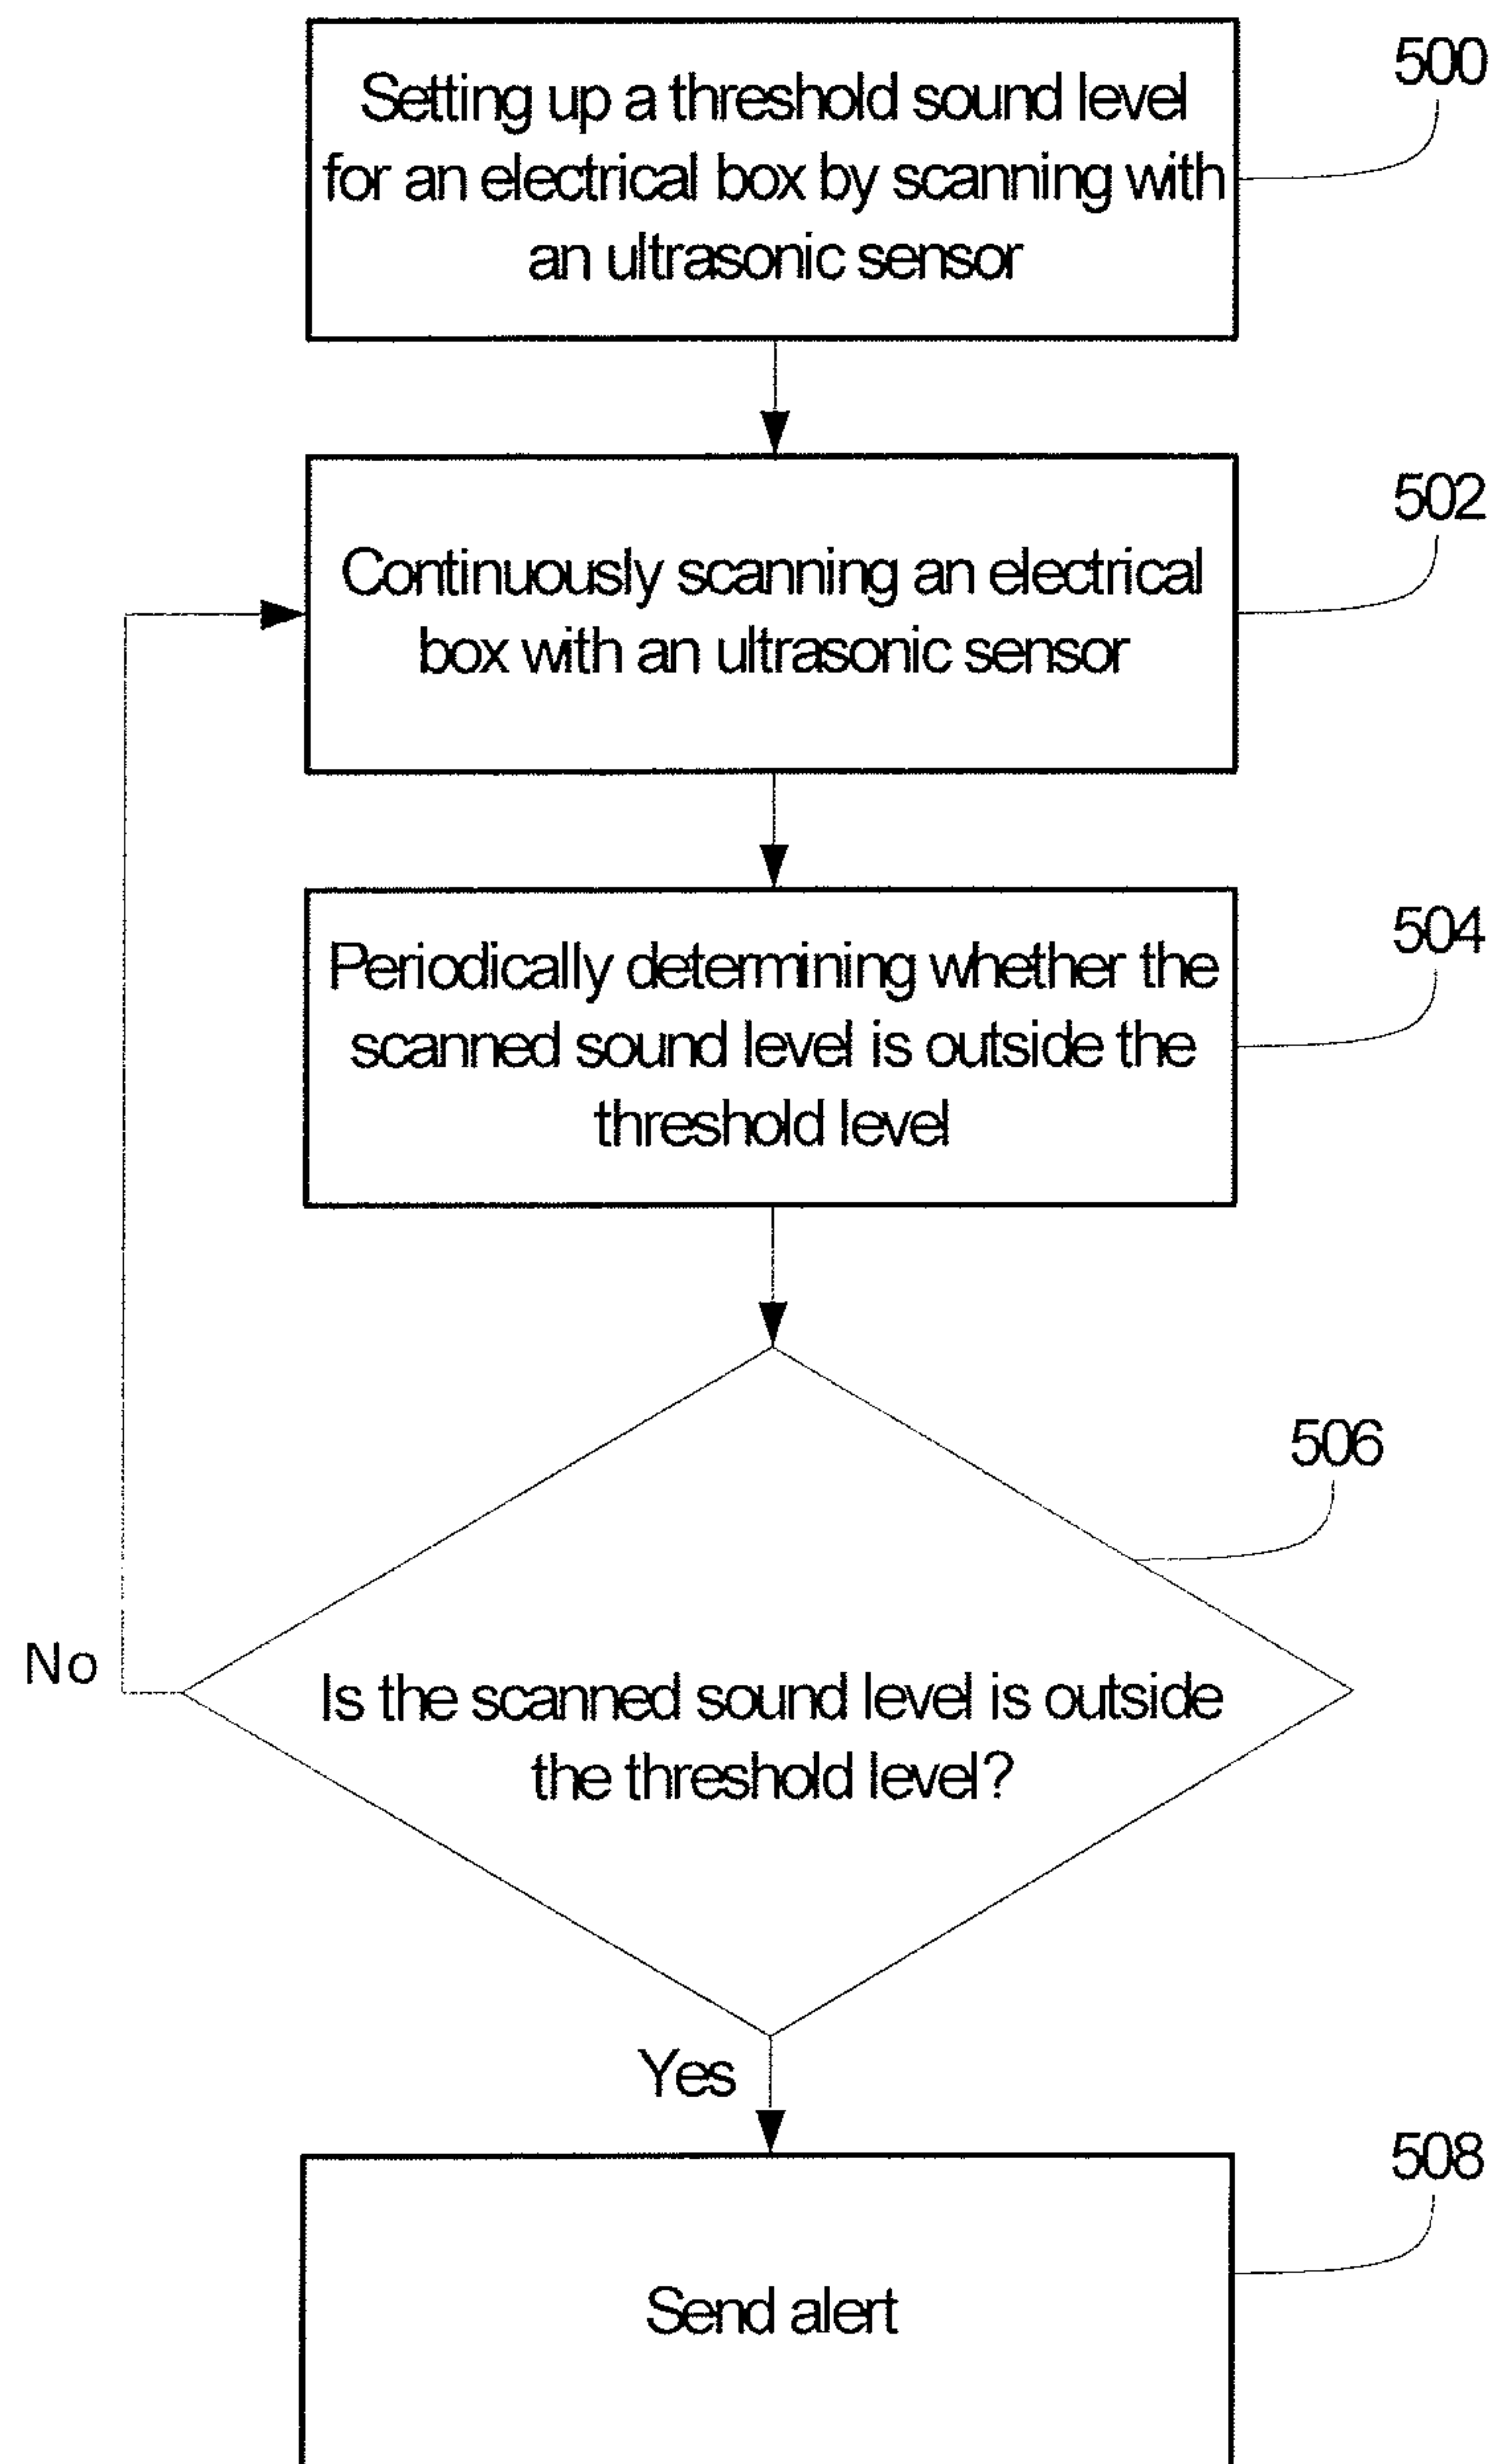 Setting up a threshold sound level
for an electrical box by scanning with
an ultrasonic sensor
500
Continuously scanning an electrical
box with an ultrasonic sensor
502
Periodically determining whether the
scanned sound level is outside the
threshold level
504
506
Is the scanned sound level is outside
the threshold level?
No
Yes
508
Send alert